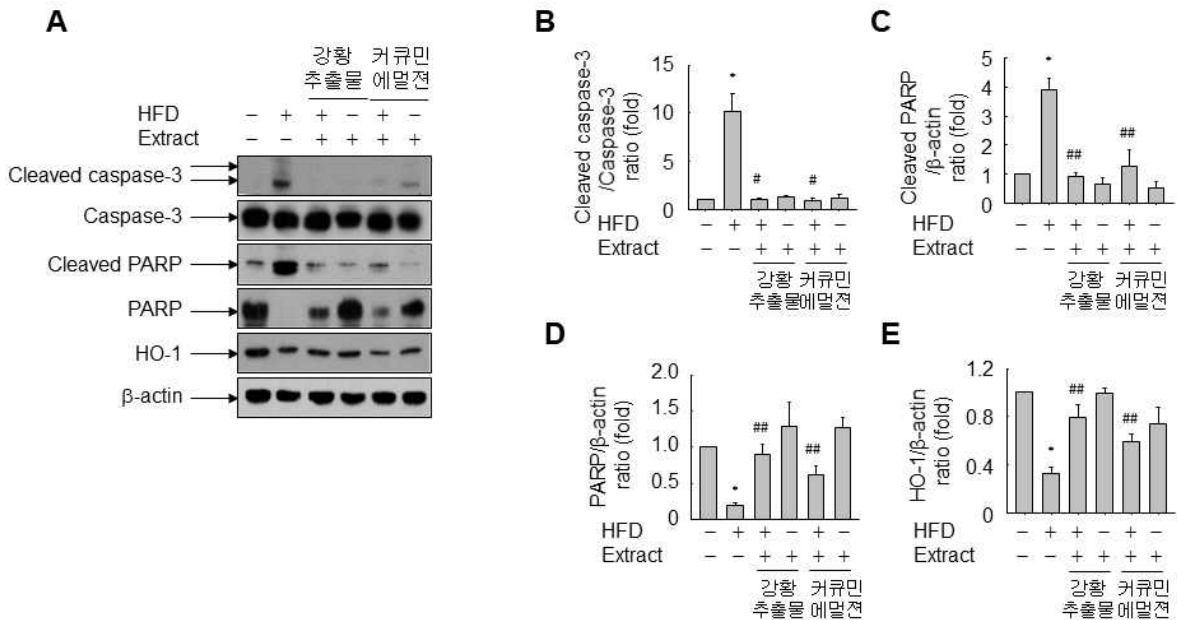 A
강황 커큐민
추출물 에멀젼
HFD − + + − + −
Extract − − + + + +
Cleaved caspase-3
Caspase-3
Cleaved PARP
PARP
HO-1
β-actin
B
Cleaved caspase-3
/Caspase-3
ratio (fold)
15
10
5
0
*
#
#
HFD − + + − + −
Extract − − + + + +
강황 커큐민
추출물 에멀젼
C
Cleaved PARP
/β-actin
ratio (fold)
5
4
3
2
1
0
*
##
##
HFD − + + − + −
Extract − − + + + +
강황 커큐민
추출물 에멀젼
D
PARP/β-actin
ratio (fold)
2.0
1.5
1.0
0.5
0
*
##
##
HFD − + + − + −
Extract − − + + + +
강황 커큐민
추출물 에멀젼
E
HO-1/β-actin
ratio (fold)
1.2
0.8
0.4
0
*
##
##
HFD − + + − + −
Extract − − + + + +
강황 커큐민
추출물 에멀젼